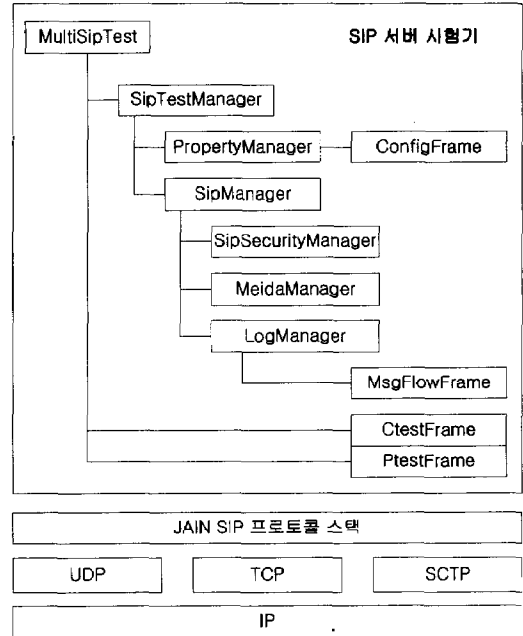 MultiSipTest
SIP 서버 시험기
SipTestManager
PropertyManager
ConfigFrame
SipManager
SipSecurityManager
MeidaManager
LogManager
MsgFlowFrame
CtestFrame
PtestFrame
JAIN SIP 프로토콜 스택
UDP
TCP
SCTP
IP